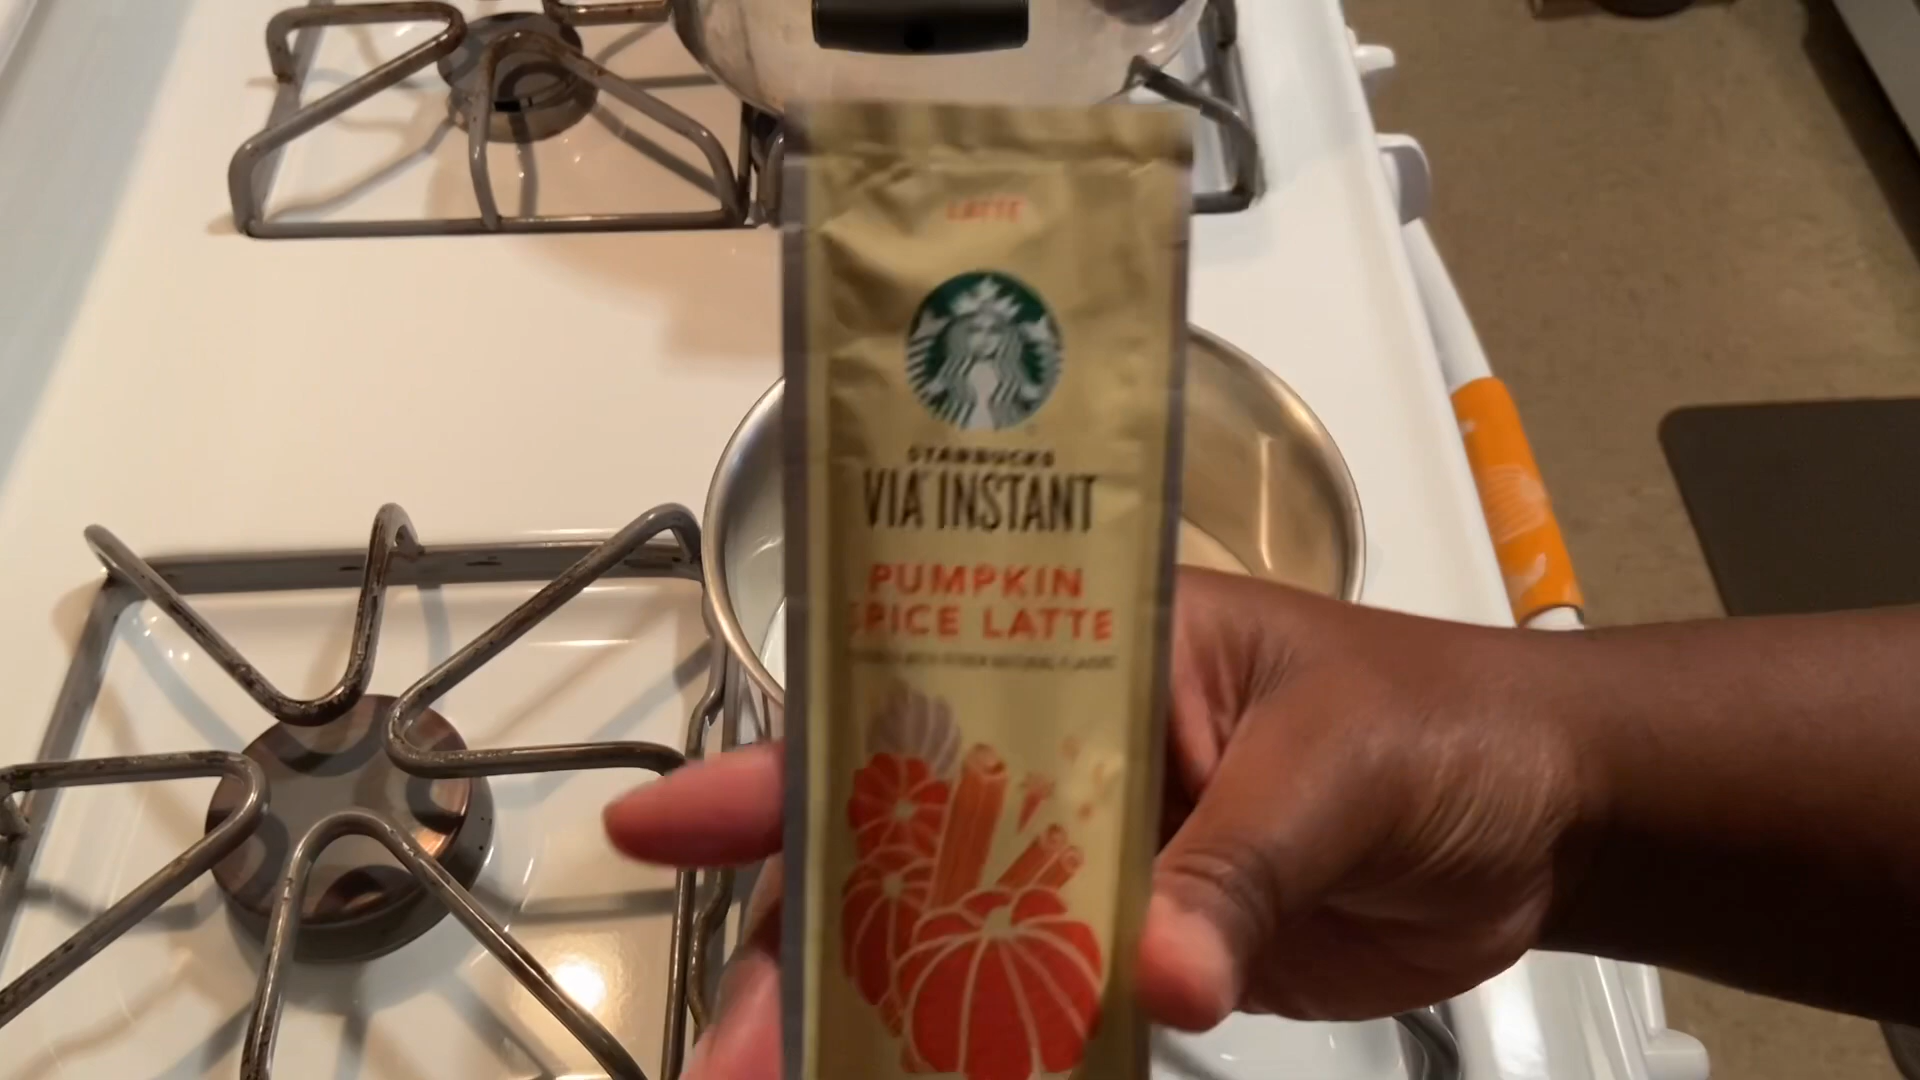 LATTE
STARBUCKS
VIA INSTANT
PUMPKIN
SPICE LATTE